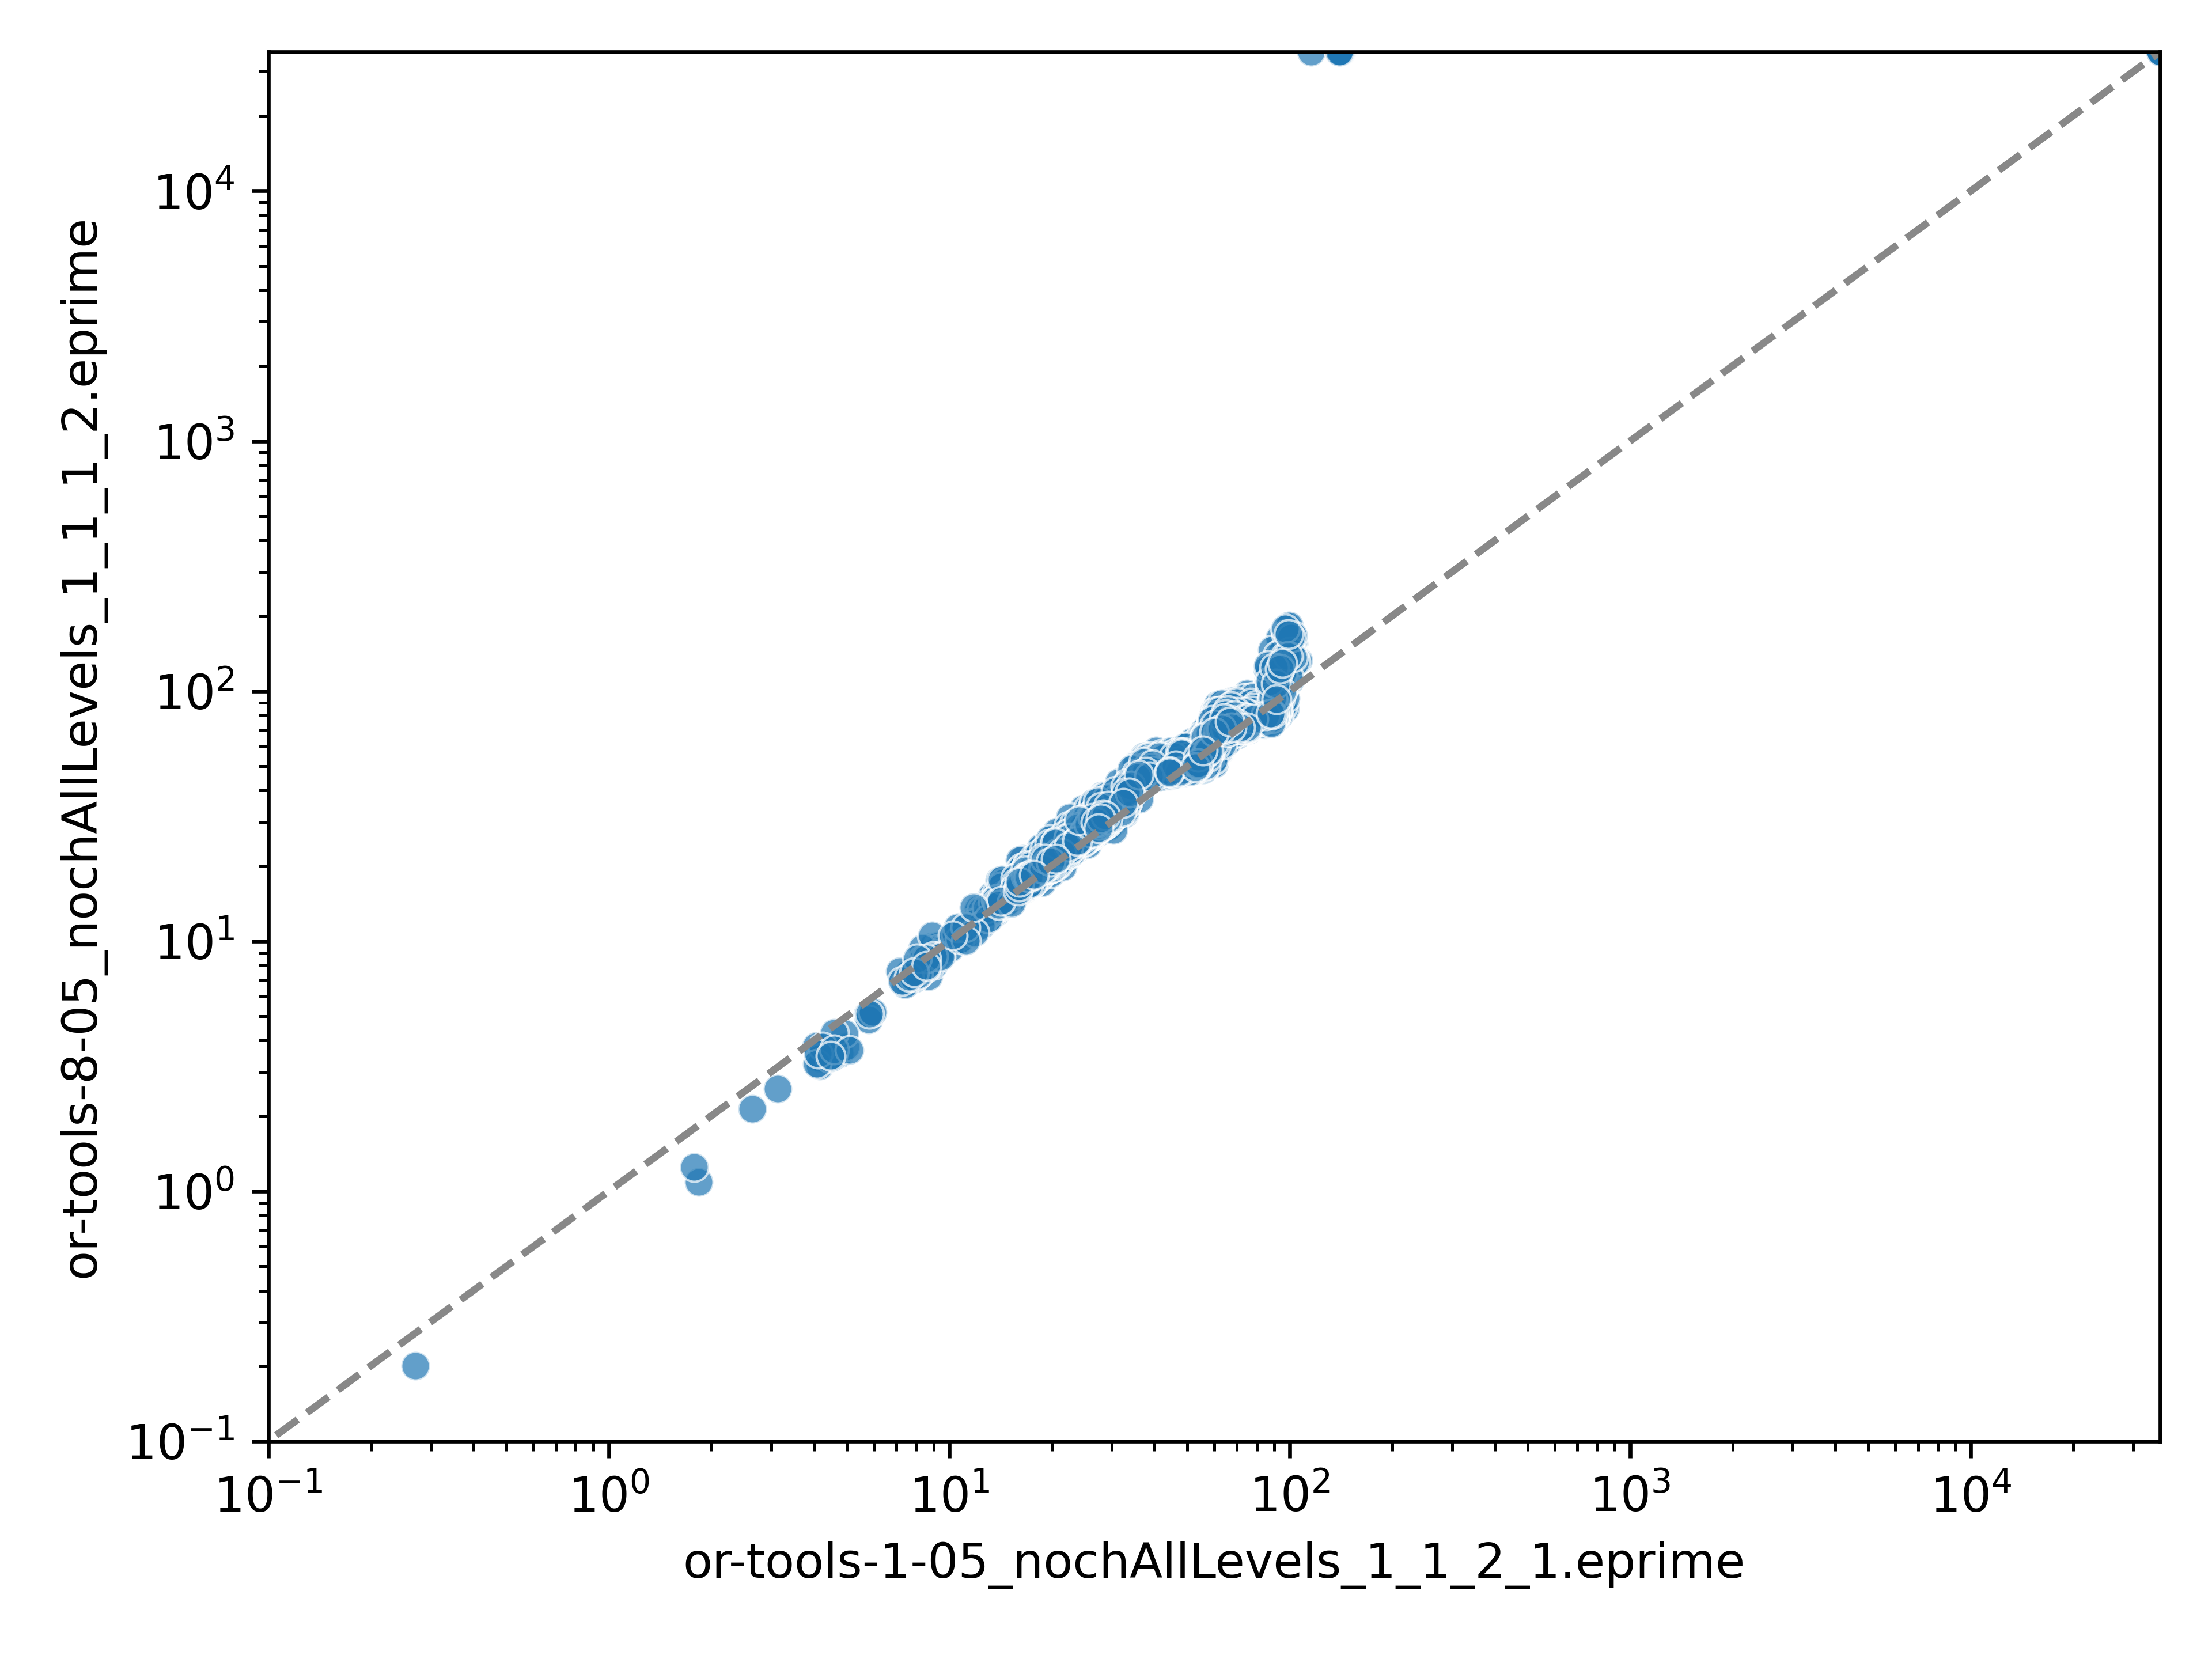 or-tools-8-05_nochAllLevels_1_1_1_2.eprime
10^4
10^3
10^2
10^1
10^0
10^−1
10^−1 10^0 10^1 10^2 10^3 10^4
or-tools-1-05_nochAllLevels_1_1_2_1.eprime